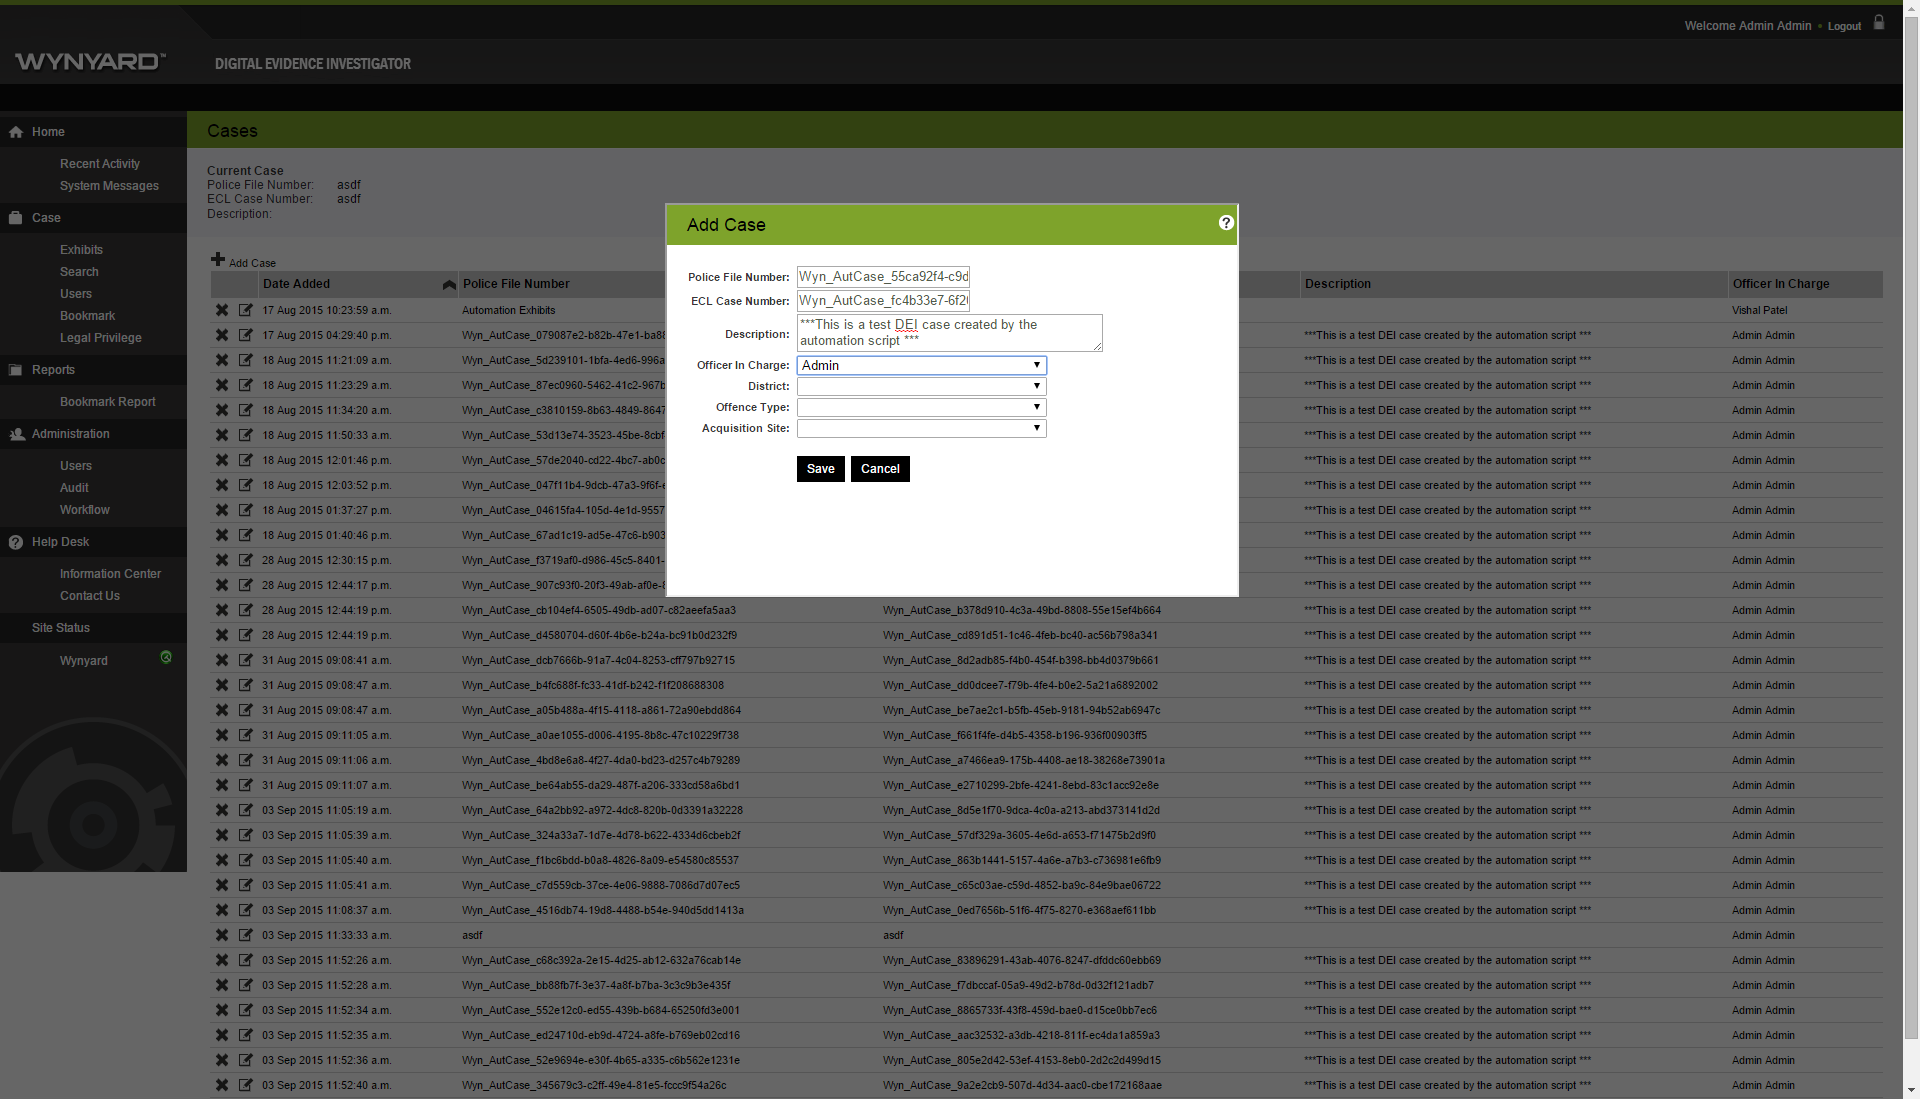 Welcome Admin Admin • Logout
WYNYARD™
DIGITAL EVIDENCE INVESTIGATOR
Home
Recent Activity
System Messages
Case
Exhibits
Search
Users
Bookmark
Legal Privilege
Reports
Bookmark Report
Administration
Users
Audit
Workflow
Help Desk
Information Center
Contact Us
Site Status
Wynyard
Cases
Current Case
Police File Number: asdf
ECL Case Number: asdf
Description:
Add Case
Date Added Police File Number Description Officer In Charge
17 Aug 2015 10:23:59 a.m. Automation Exhibits Vishal Patel
17 Aug 2015 04:29:40 p.m. Wyn_AutCase_079087e2-b82b-47e1-ba88 ***This is a test DEI case created by the automation script *** Admin Admin
18 Aug 2015 11:21:09 a.m. Wyn_AutCase_5d239101-1bfa-4ed6-996a ***This is a test DEI case created by the automation script *** Admin Admin
18 Aug 2015 11:23:29 a.m. Wyn_AutCase_87ec0960-5462-41c2-967b ***This is a test DEI case created by the automation script *** Admin Admin
18 Aug 2015 11:34:20 a.m. Wyn_AutCase_c3810159-8b63-4849-8647 ***This is a test DEI case created by the automation script *** Admin Admin
18 Aug 2015 11:50:33 a.m. Wyn_AutCase_53d13e74-3523-45be-8cbf ***This is a test DEI case created by the automation script *** Admin Admin
18 Aug 2015 12:01:46 p.m. Wyn_AutCase_57de2040-cd22-4bc7-ab0c ***This is a test DEI case created by the automation script *** Admin Admin
18 Aug 2015 12:03:52 p.m. Wyn_AutCase_047f11b4-9dcb-47a3-9f6f- ***This is a test DEI case created by the automation script *** Admin Admin
18 Aug 2015 01:37:27 p.m. Wyn_AutCase_04615fa4-105d-4e1d-9557 ***This is a test DEI case created by the automation script *** Admin Admin
18 Aug 2015 01:40:46 p.m. Wyn_AutCase_67ad1c19-ad5e-47c6-b903 ***This is a test DEI case created by the automation script *** Admin Admin
28 Aug 2015 12:30:15 p.m. Wyn_AutCase_f3719af0-d986-45c5-8401- ***This is a test DEI case created by the automation script *** Admin Admin
28 Aug 2015 12:44:17 p.m. Wyn_AutCase_907c93f0-20f3-49ab-af0e-8 ***This is a test DEI case created by the automation script *** Admin Admin
28 Aug 2015 12:44:19 p.m. Wyn_AutCase_cb104ef4-6505-49db-ad07-c82aeefa5aa3 Wyn_AutCase_b378d910-4c3a-49bd-8808-55e15ef4b664 ***This is a test DEI case created by the automation script *** Admin Admin
28 Aug 2015 12:44:19 p.m. Wyn_AutCase_d4580704-d60f-4b6e-b24a-bc91b0d232f9 Wyn_AutCase_cd891d51-1c46-4feb-bc40-ac56b798a341 ***This is a test DEI case created by the automation script *** Admin Admin
31 Aug 2015 09:08:41 a.m. Wyn_AutCase_dcb7666b-91a7-4c04-8253-cff797b92715 Wyn_AutCase_8d2adb85-f4b0-454f-b398-bb4d0379b661 ***This is a test DEI case created by the automation script *** Admin Admin
31 Aug 2015 09:08:47 a.m. Wyn_AutCase_b4fc688f-fc33-41df-b242-f1f208688308 Wyn_AutCase_dd0dcee7-f79b-4fe4-b0e2-5a21a6892002 ***This is a test DEI case created by the automation script *** Admin Admin
31 Aug 2015 09:08:47 a.m. Wyn_AutCase_a05b488a-4f15-4118-a861-72a90ebdd864 Wyn_AutCase_be7ae2c1-b5fb-45eb-9181-94b52ab6947c ***This is a test DEI case created by the automation script *** Admin Admin
31 Aug 2015 09:11:05 a.m. Wyn_AutCase_a0ae1055-d006-4195-8b8c-47c10229f738 Wyn_AutCase_f661f4fe-d4b5-4358-b196-936f00903ff5 ***This is a test DEI case created by the automation script *** Admin Admin
31 Aug 2015 09:11:06 a.m. Wyn_AutCase_4bd8e6a8-4f27-4da0-bd23-d257c4b79289 Wyn_AutCase_a7466ea9-175b-4408-ae18-38268e73901a ***This is a test DEI case created by the automation script *** Admin Admin
31 Aug 2015 09:11:07 a.m. Wyn_AutCase_be64ab55-da29-487f-a206-333cd58a6bd1 Wyn_AutCase_e2710299-2bfe-4241-8ebd-83c1acc92e8e ***This is a test DEI case created by the automation script *** Admin Admin
03 Sep 2015 11:05:19 a.m. Wyn_AutCase_64a2bb92-a972-4dc8-820b-0d3391a32228 Wyn_AutCase_8d5e1f70-9dca-4c0a-a213-abd373141d2d ***This is a test DEI case created by the automation script *** Admin Admin
03 Sep 2015 11:05:39 a.m. Wyn_AutCase_324a33a7-1d7e-4d78-b622-4334d6cbeb2f Wyn_AutCase_57df329a-3605-4e6d-a653-f71475b2d9f0 ***This is a test DEI case created by the automation script *** Admin Admin
03 Sep 2015 11:05:40 a.m. Wyn_AutCase_f1bc6bdd-b0a8-4826-8a09-e54580c85537 Wyn_AutCase_863b1441-5157-4a6e-a7b3-c736981e6fb9 ***This is a test DEI case created by the automation script *** Admin Admin
03 Sep 2015 11:05:41 a.m. Wyn_AutCase_c7d559cb-37ce-4e06-9888-7086d7d07ec5 Wyn_AutCase_c65c03ae-c59d-4852-ba9c-84e9bae06722 ***This is a test DEI case created by the automation script *** Admin Admin
03 Sep 2015 11:08:37 a.m. Wyn_AutCase_4516db74-19d8-4488-b54e-940d5dd1413a Wyn_AutCase_0ed7656b-51f6-4f75-8270-e368aef611bb ***This is a test DEI case created by the automation script *** Admin Admin
03 Sep 2015 11:33:33 a.m. asdf asdf Admin Admin
03 Sep 2015 11:52:26 a.m. Wyn_AutCase_c68c392a-2e15-4d25-ab12-632a76cab14e Wyn_AutCase_83896291-43ab-4076-8247-dfddc60ebb69 ***This is a test DEI case created by the automation script *** Admin Admin
03 Sep 2015 11:52:28 a.m. Wyn_AutCase_bb88fb7f-3e37-4a8f-b7ba-3c3c9b3e435f Wyn_AutCase_f7dbccaf-05a9-49d2-b78d-0d32f121adb7 ***This is a test DEI case created by the automation script *** Admin Admin
03 Sep 2015 11:52:34 a.m. Wyn_AutCase_552e12c0-ed55-439b-b684-65250fd3e001 Wyn_AutCase_8865733f-43f8-459d-bae0-d15ce0bb7ec6 ***This is a test DEI case created by the automation script *** Admin Admin
03 Sep 2015 11:52:35 a.m. Wyn_AutCase_ed24710d-eb9d-4724-a8fe-b769eb02cd16 Wyn_AutCase_aac32532-a3db-4218-811f-ec4da1a859a3 ***This is a test DEI case created by the automation script *** Admin Admin
03 Sep 2015 11:52:36 a.m. Wyn_AutCase_52e9694e-e30f-4b65-a335-c6b562e1231e Wyn_AutCase_805e2d42-53ef-4153-8eb0-2d2c2d499d15 ***This is a test DEI case created by the automation script *** Admin Admin
03 Sep 2015 11:52:40 a.m. Wyn_AutCase_345679c3-c2ff-49e4-81e5-fccc9f54a26c Wyn_AutCase_9a2e2cb9-507d-4d34-aac0-cbe172168aae ***This is a test DEI case created by the automation script *** Admin Admin
Add Case
Police File Number: Wyn_AutCase_55ca92f4-c9d
ECL Case Number: Wyn_AutCase_fc4b33e7-6f2
Description: ***This is a test DEI case created by the
automation script ***
Officer In Charge: Admin
District:
Offence Type:
Acquisition Site:
Save Cancel